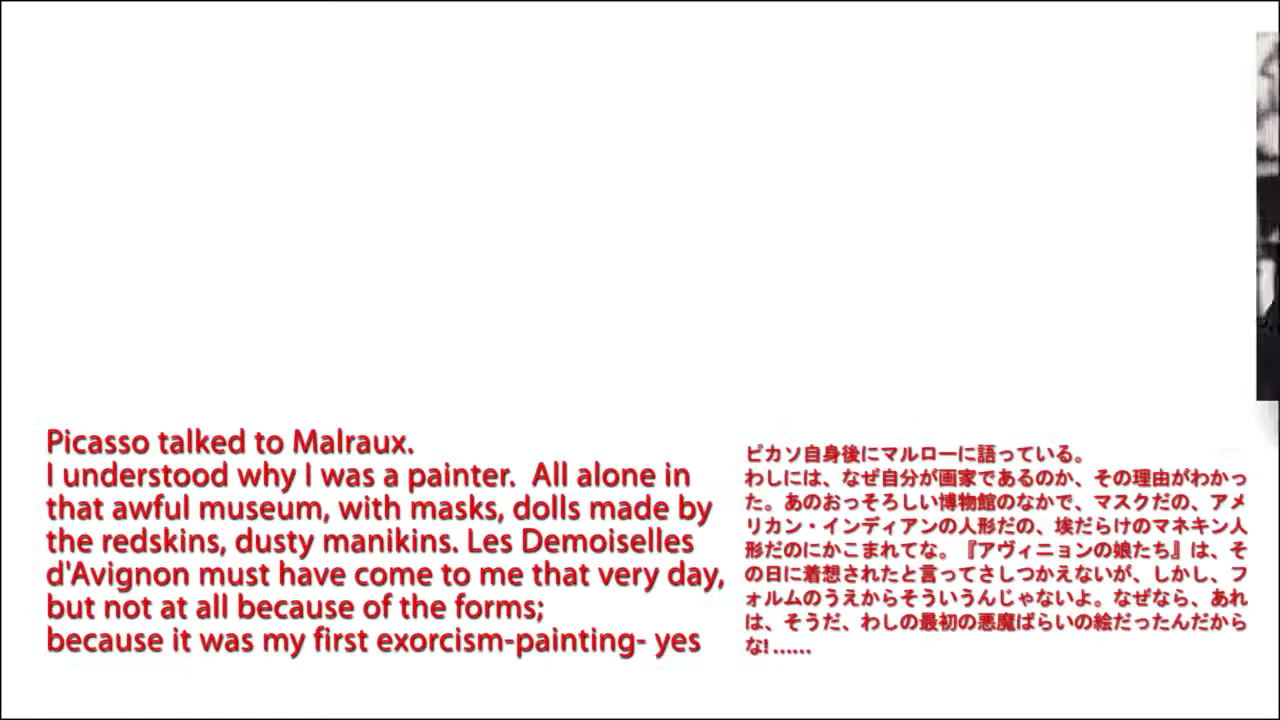 Picasso talked to Malraux.
I understood why I was a painter.  All alone in
that awful museum, with masks, dolls made by
the redskins, dusty manikins. Les Demoiselles
d'Avignon must have come to me that very day,
but not at all because of the forms;
because it was my first exorcism-painting- yes
ピカソ自身後にマルローに語っている。
わしには、なぜ自分が画家であるのか、その理由がわかっ
た。あのおっそろしい博物館のなかで、マスクだの、アメ
リカン・インディアンの人形だの、埃だらけのマネキン人
形だのにかこまれてな。『アヴィニョンの娘たち』は、そ
の日に着想されたと言ってさしつかえないが、しかし、フ
ォルムのうえからそういうんじゃないよ。なぜなら、あれ
は、そうだ、わしの最初の悪魔ばらいの絵だったんだから
な!……